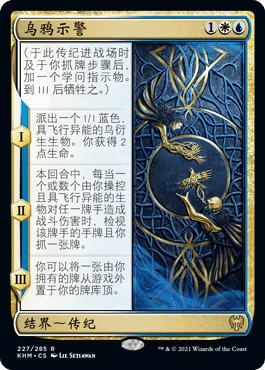 乌鸦示警 1
(于此传纪进战场时
及于你抓牌步骤后,
加一个学问指示物。
到 III 后牺牲之。)
I
派出一个 1/1 蓝色,
具飞行异能的鸟衍
生生物。你获得 2
点生命。
II
本回合中,每当一
个或数个由你操控
且具飞行异能的生
物对任一牌手造成
战斗伤害时,检视
该牌手的手牌且你
抓一张牌。
III
你可以将一张由你
拥有的牌从游戏外
置于你的牌库顶。
结界～传纪
227/285 R
KHM • CS LIE SETIAWAN
™ & © 2021 Wizards of the Coast